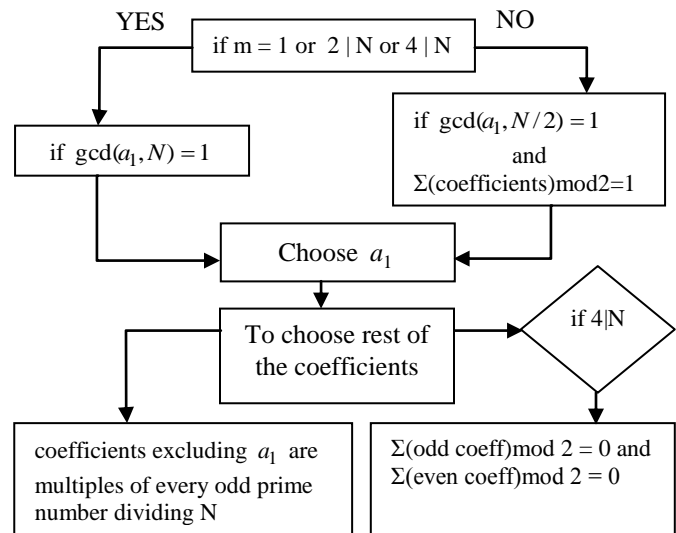 YES
NO
if m = 1 or 2 | N or 4 | N
if gcd(a₁, N) = 1
if gcd(a₁, N/2) = 1
and
Σ(coefficients)mod2=1
Choose a₁
To choose rest of
the coefficients
if 4|N
coefficients excluding a₁ are
multiples of every odd prime
number dividing N
Σ(odd coeff)mod 2 = 0 and
Σ(even coeff)mod 2 = 0